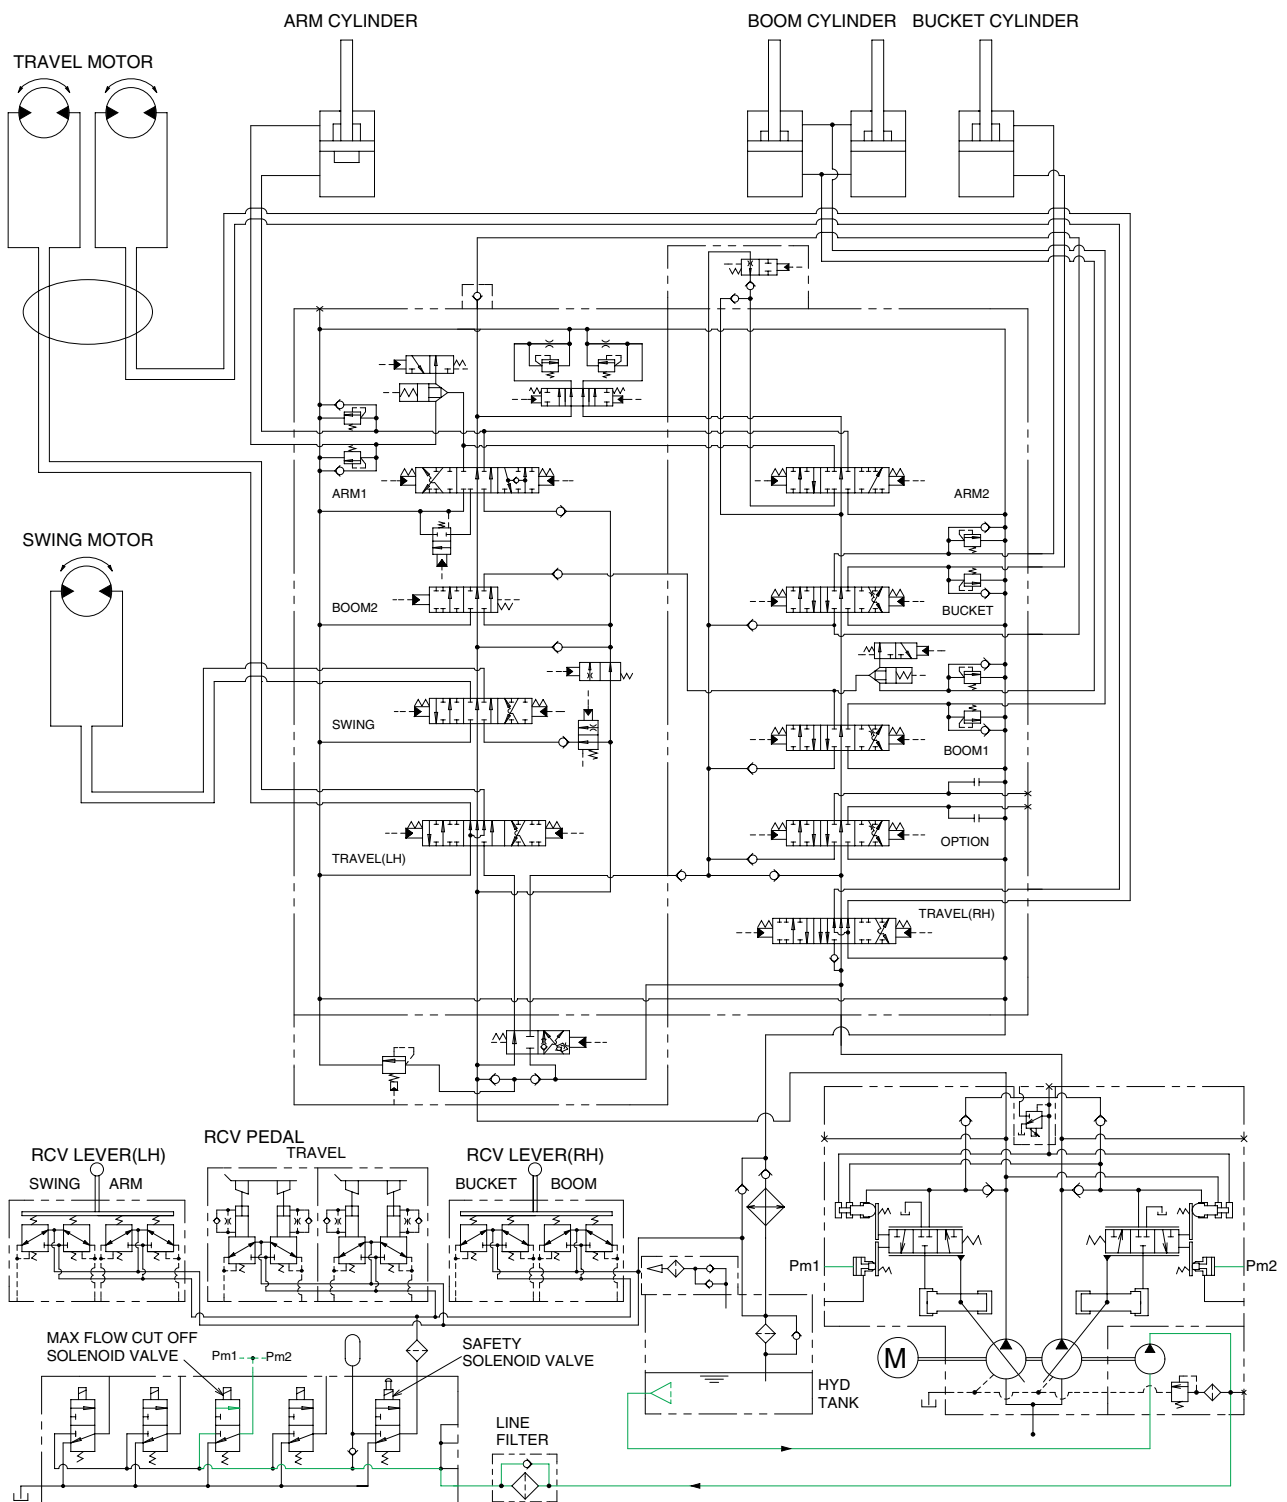 ARM CYLINDER
BOOM CYLINDER
BUCKET CYLINDER
TRAVEL MOTOR
ARM1
ARM2
SWING MOTOR
BOOM2
BUCKET
SWING
BOOM1
TRAVEL(LH)
OPTION
TRAVEL(RH)
RCV PEDAL
RCV LEVER(LH)
TRAVEL
RCV LEVER(RH)
SWING
ARM
BUCKET
BOOM
Pm1
Pm2
MAX FLOW CUT OFF
SOLENOID VALVE
Pm1
Pm2
SAFETY
SOLENOID VALVE
M
HYD
TANK
LINE
FILTER